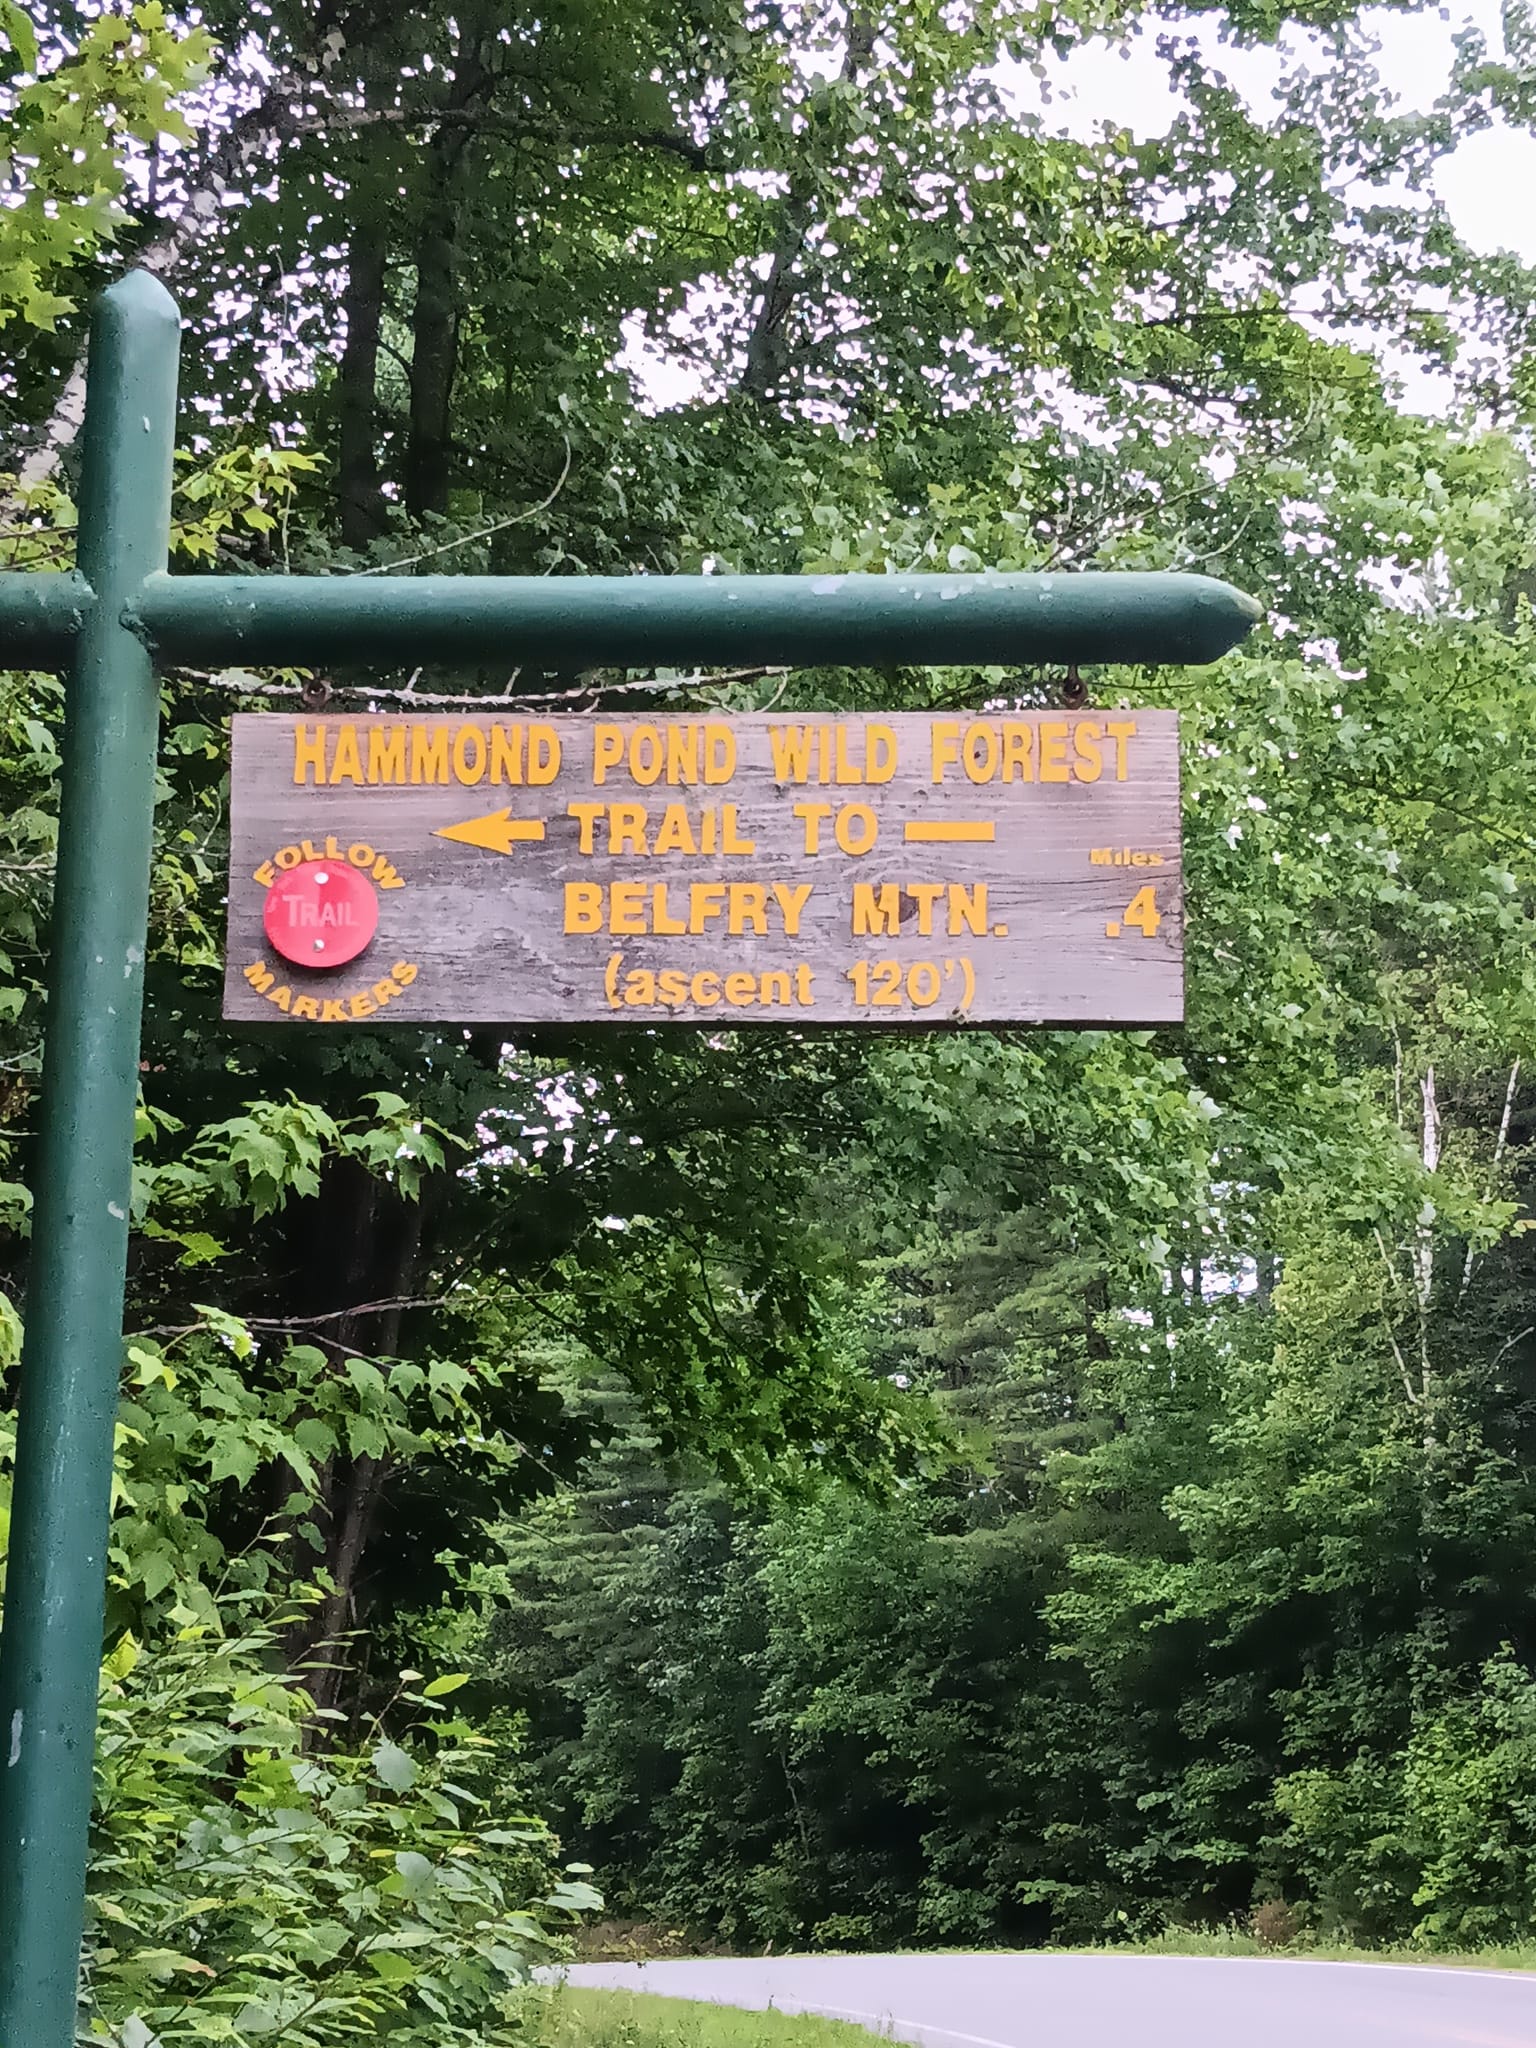 HAMMOND POND WILD FOREST
TRAIL TO
Miles
BELFRY MTN. .4
(ascent 120')
FOLLOW
TRAIL
MARKERS